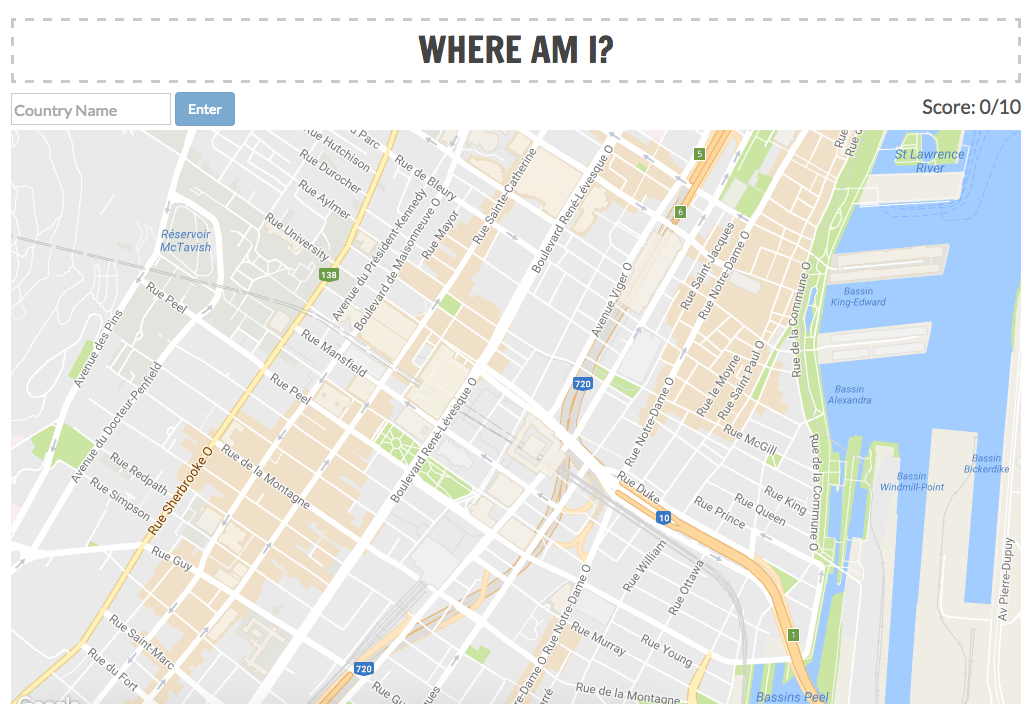 WHERE AM I?
Country Name
Enter
Score: 0/10
Parc
Rue Hutchison
Rue Durocher
Rue Aylmer
Rue University
Rue de Bleury
Rue Sainte-Catherine
Boulevard René-Lévesque O
5
Rue
Rue
St Lawrence
River
Réservoir
McTavish
Avenue du Président-Kennedy
Boulevard de Maisonneuve O
Rue Mayor
6
138
Avenue Viger O
Rue Saint-Jacques
Rue Notre-Dame O
Rue de la Commune O
Bassin
King-Edward
Rue Peel
Avenue des Pins
Rue Mansfield
Rue Peel
720
Rue le Moyne
Rue Saint Paul O
Bassin
Alexandra
Avenue du Docteur-Penfield
Boulevard René-Lévesque O
Rue Notre-Dame O
Rue McGill
Rue de la Commune O
Rue Redpath
Rue Simpson
Rue Sherbrooke O
Rue de la Montagne
Rue Duke
10
Rue Prince
Rue Queen
Rue King
Bassin
Windmill-Point
Bassin
Bickerdike
Rue Guy
Rue William
Rue Ottawa
Av Pierre-Dupuy
Rue Saint-Marc
Rue du Fort
720
Rue Notre-Dame O
Rue Murray
Rue Young
1
Rue de la Montagne
Bassins Peel
Google